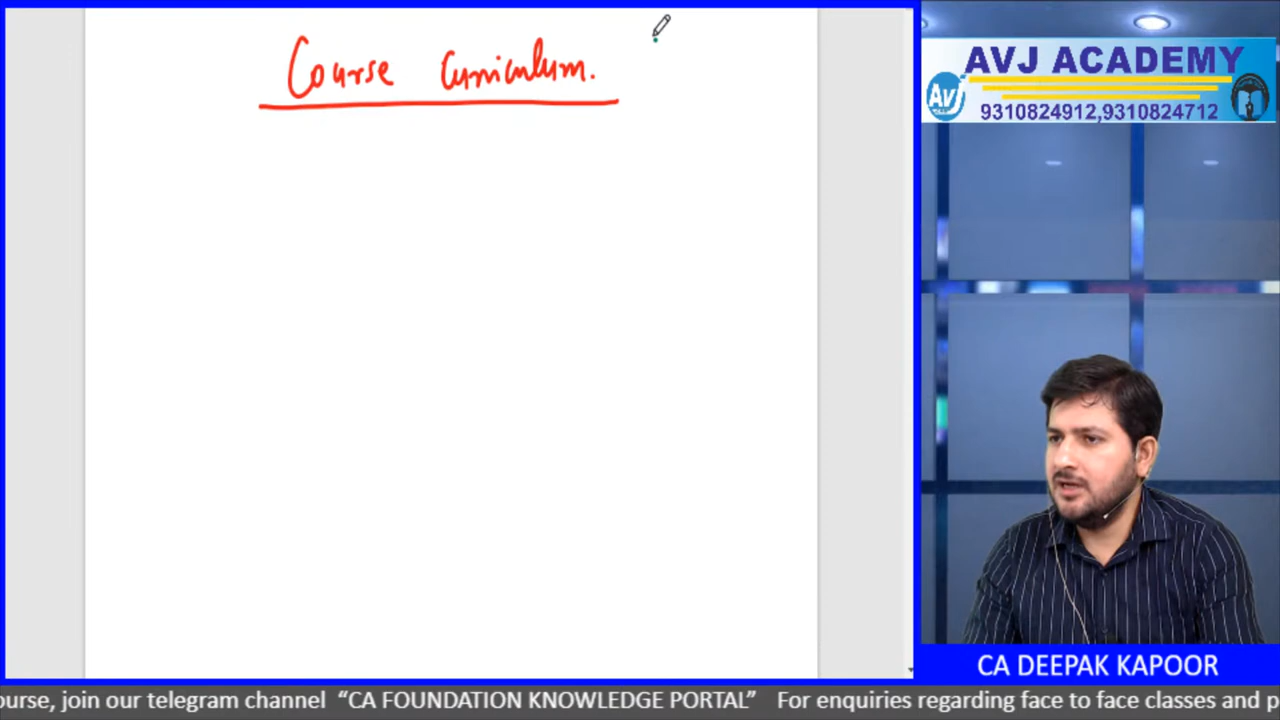 Course Curriculum.
AVJ ACADEMY
AV
9310824912,9310824712
CA DEEPAK KAPOOR
ourse, join our telegram channel “CA FOUNDATION KNOWLEDGE PORTAL” For enquiries regarding face to face classes and p